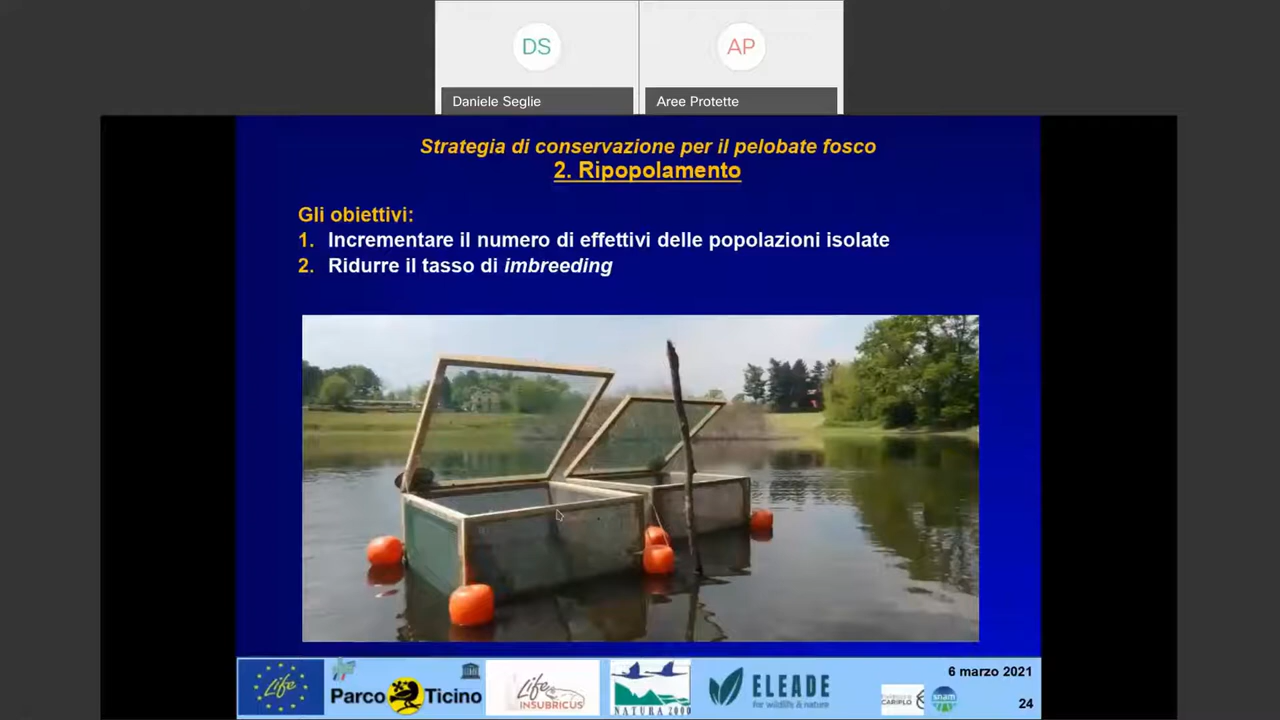 DS
AP
Daniele Seglie
Aree Protette
Strategia di conservazione per il pelobate fosco
2. Ripopolamento
Gli obiettivi:
1. Incrementare il numero di effettivi delle popolazioni isolate
2. Ridurre il tasso di imbreeding
Life
Parco Ticino
Life
INSUBRICUS
NATURA 2000
ELEADE
for wildlife & nature
CARIPLO
snam
6 marzo 2021
24